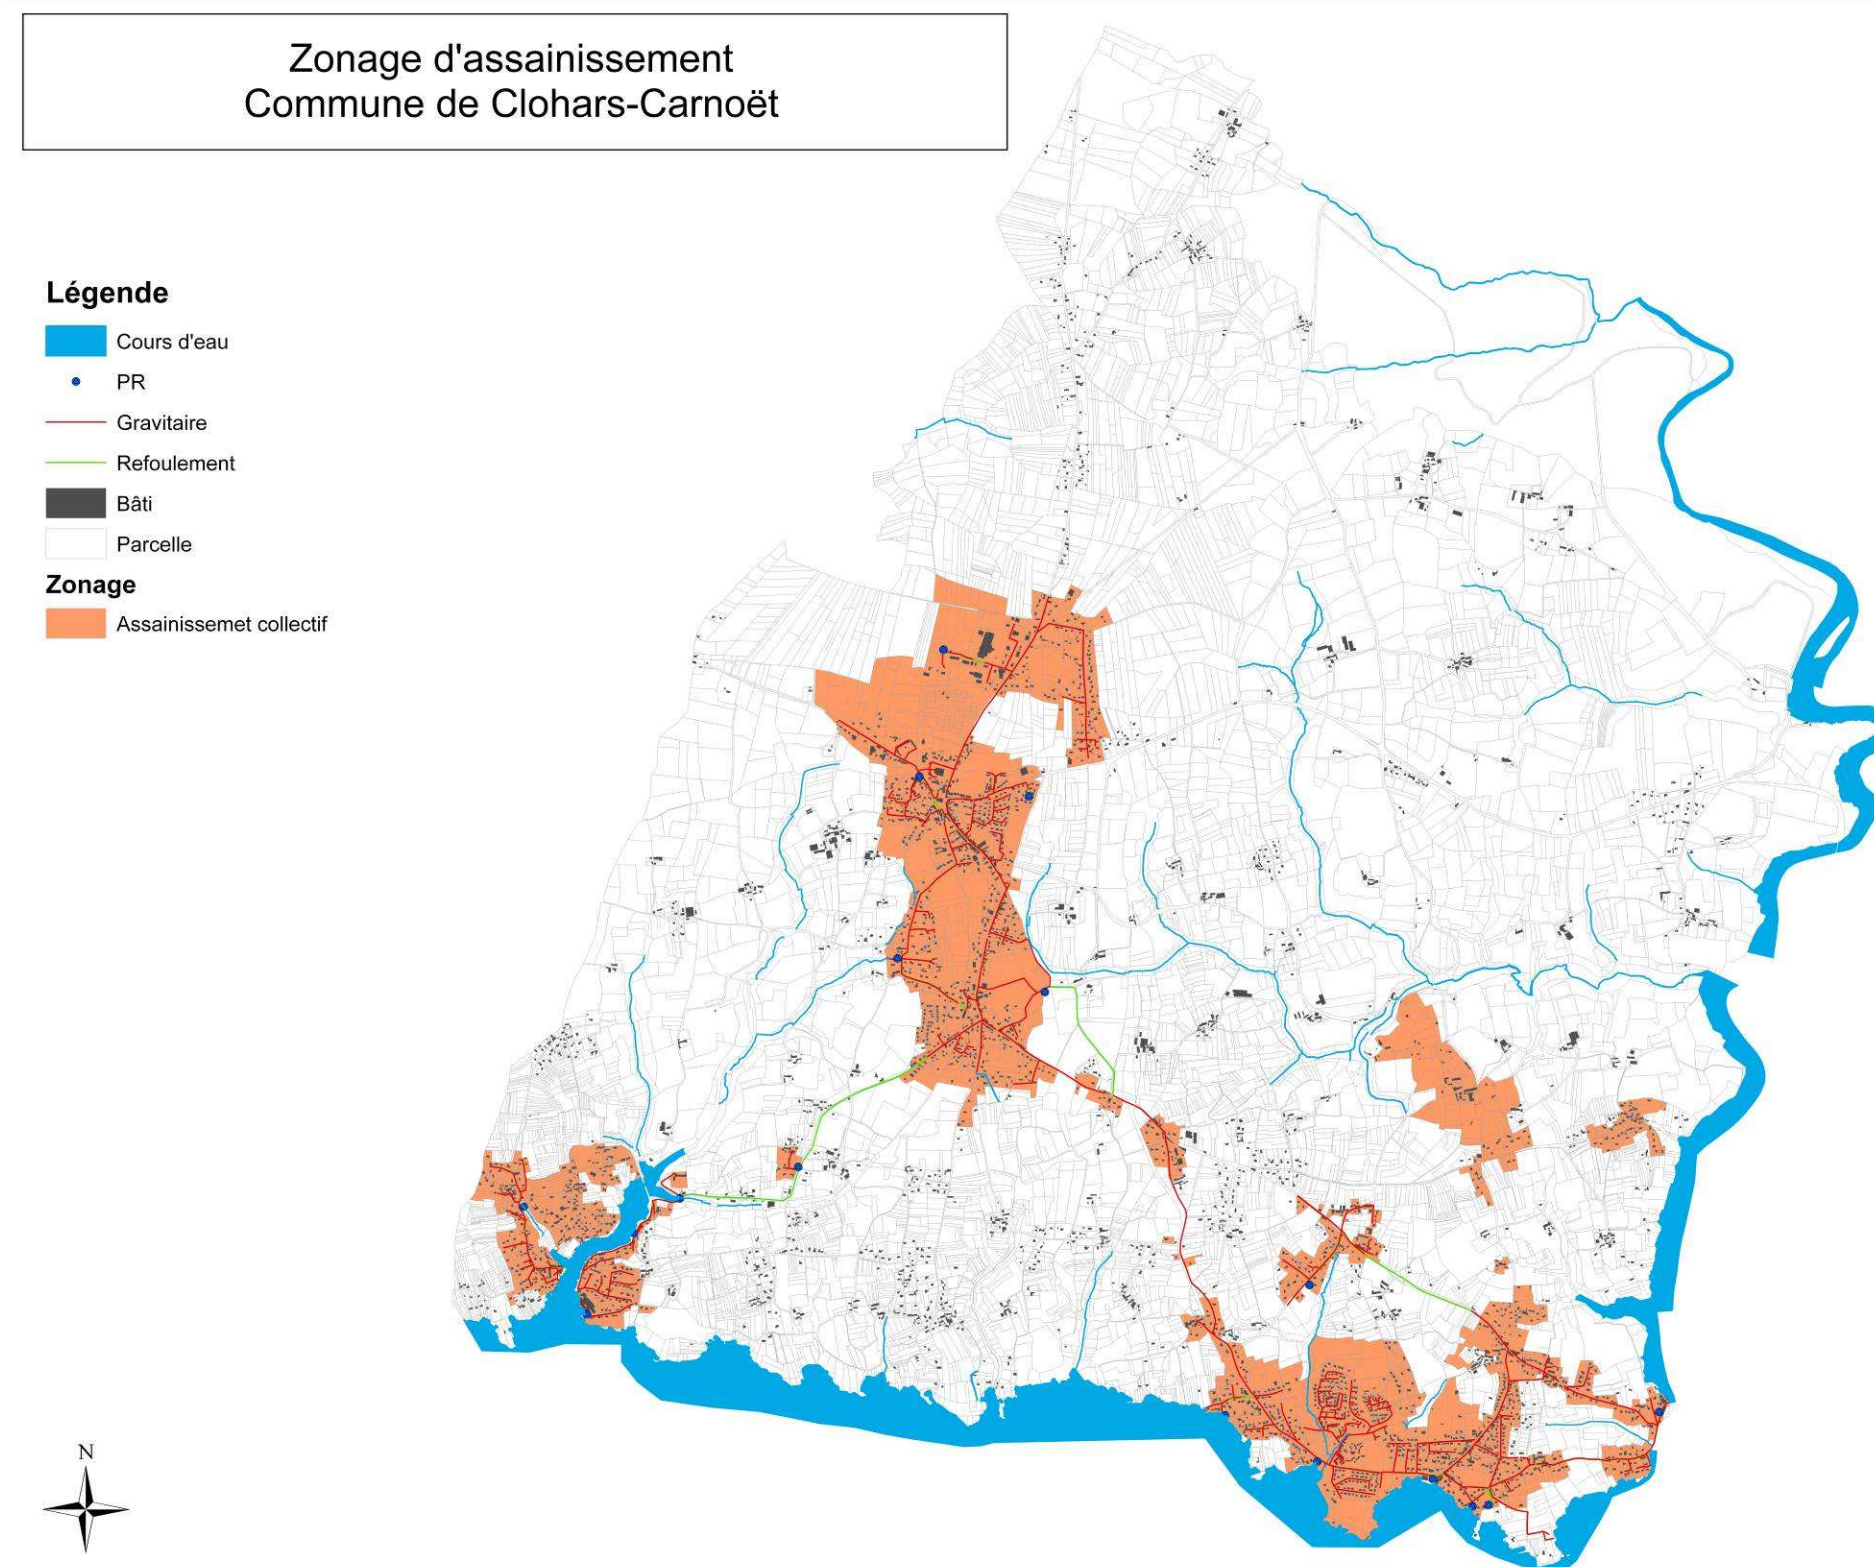 Zonage d'assainissement
Commune de Clohars-Carnoët
Légende
Cours d'eau
PR
Gravitaire
Refoulement
Bâti
Parcelle
Zonage
Assainissemet collectif
N